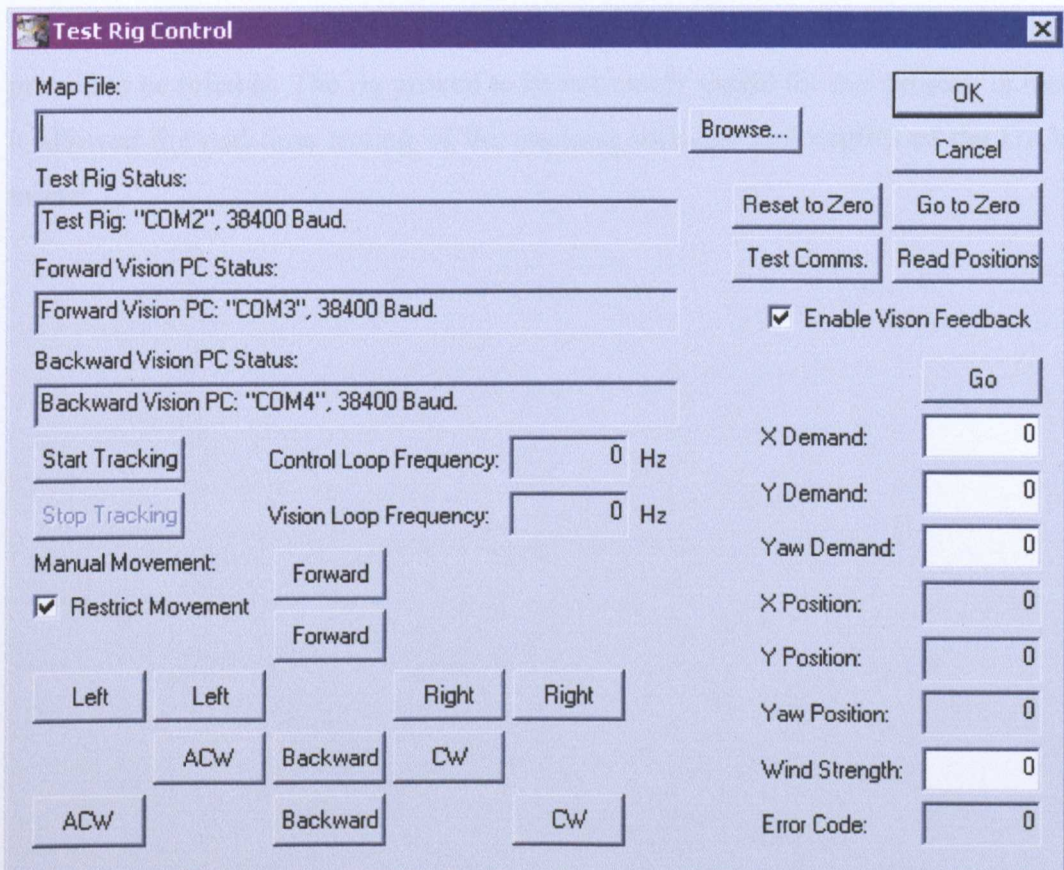 Test Rig Control
Map File:
Browse...
OK
Cancel
Test Rig Status:
Test Rig: "COM2", 38400 Baud.
Reset to Zero
Go to Zero
Forward Vision PC Status:
Test Comms.
Read Positions
Forward Vision PC: "COM3", 38400 Baud.
Enable Vison Feedback
Backward Vision PC Status:
Backward Vision PC: "COM4", 38400 Baud.
Go
Start Tracking
Control Loop Frequency: 0 Hz
Stop Tracking
Vision Loop Frequency: 0 Hz
Manual Movement:
Restrict Movement
Forward
Forward
Left
Left
Right
Right
ACW
Backward
CW
ACW
Backward
CW
X Demand: 0
Y Demand: 0
Yaw Demand: 0
X Position: 0
Y Position: 0
Yaw Position: 0
Wind Strength: 0
Error Code: 0